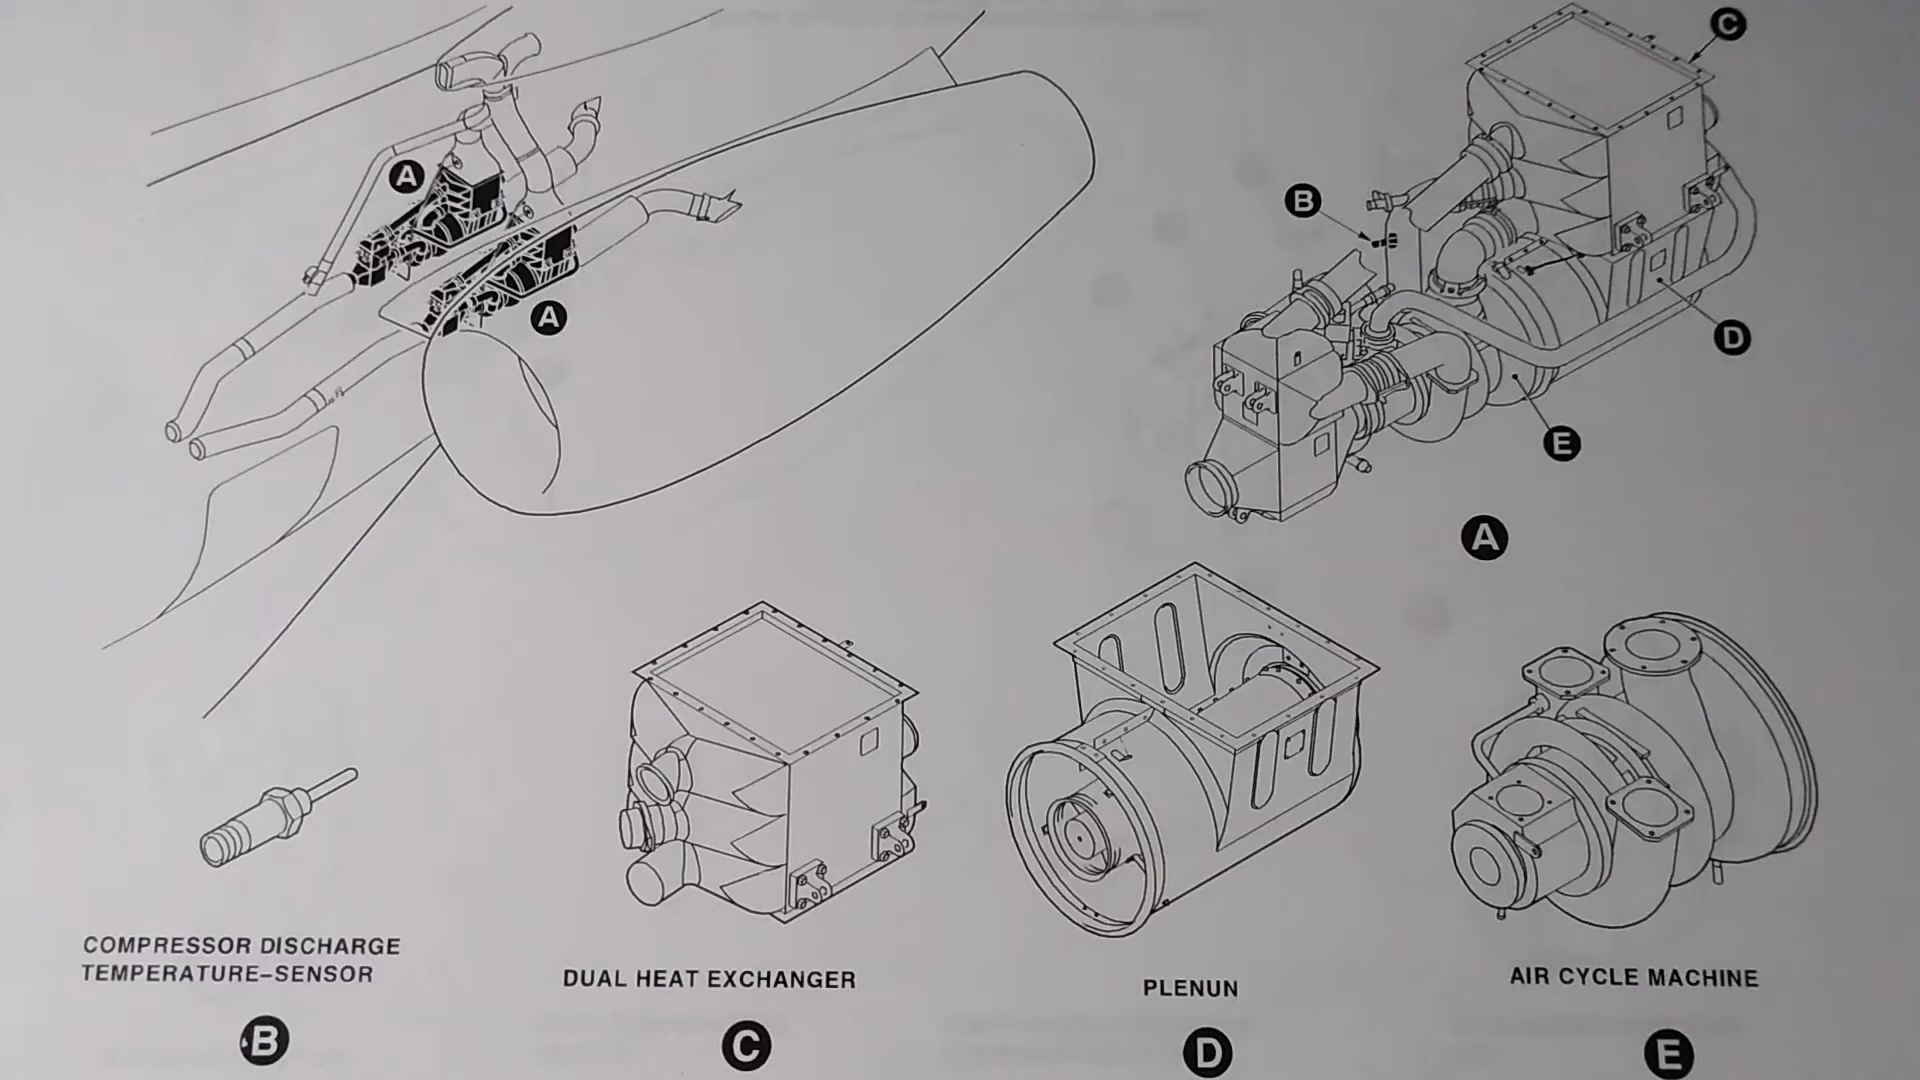 C
A
B
A
D
E
A
COMPRESSOR DISCHARGE
TEMPERATURE-SENSOR
B
DUAL HEAT EXCHANGER
C
PLENUN
D
AIR CYCLE MACHINE
E